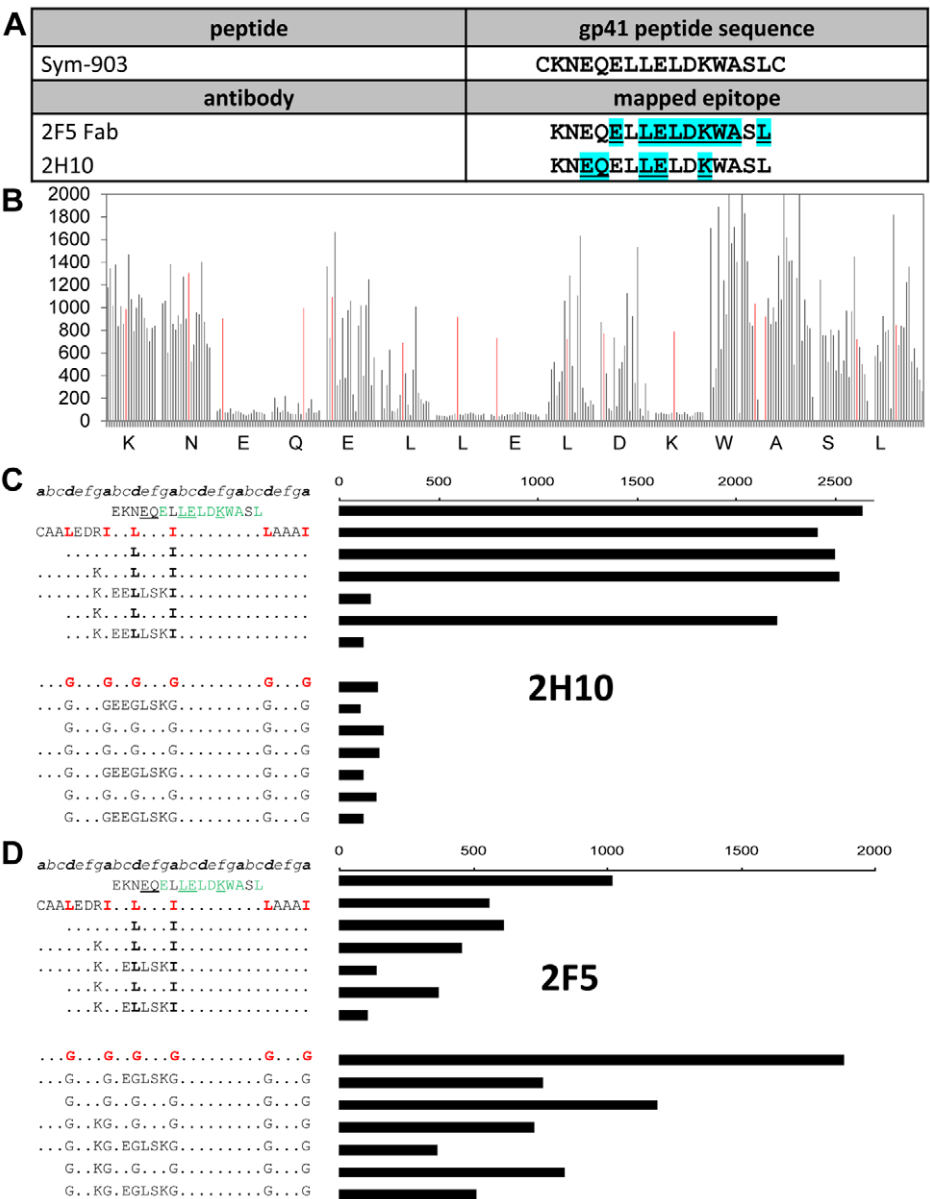 A
peptide gp41 peptide sequence
Sym-903 CKNEQELLELDKWASLC
antibody mapped epitope
2F5 Fab KNEQELLELDKWASL
2H10 KNEQELLELDKWASL
B
2000
1800
1600
1400
1200
1000
800
600
400
200
0
K N E Q E L L E L D K W A S L
C
0 500 1000 1500 2000 2500
abcdefgabcdefgabcdefgabcdefga
EKNEQELLELDKWASL
CAALEDRI..L...I.........LAAAI
.......L...I..............
......K...L...I..............
......K.EELLSKI..............
...K...L...I..............
...K.EELLSKI..............
...G...G..G...G.........G...G
...G...GEEGLSKG.........G...G
G...G..G...G.........G...G
...G...G..G...G.........G...G
...G...GEEGLSKG.........G...G
G...G..G...G.........G...G
G...GEEGLSKG.........G...G
2H10
D
0 500 1000 1500 2000
abcdefgabcdefgabcdefgabcdefga
EKNEQELLELDKWASL
CAALEDRI..L...I.........LAAAI
.......L...I..............
......K...L...I..............
......K..ELLSKI..............
...K...L...I..............
...K..ELLSKI..............
...G...G..G...G.........G...G
...G...G.EGLSKG.........G...G
G...G..G...G.........G...G
...G..KG..G...G.........G...G
...G..KG.EGLSKG.........G...G
G..KG..G...G.........G...G
G..KG.EGLSKG.........G...G
2F5